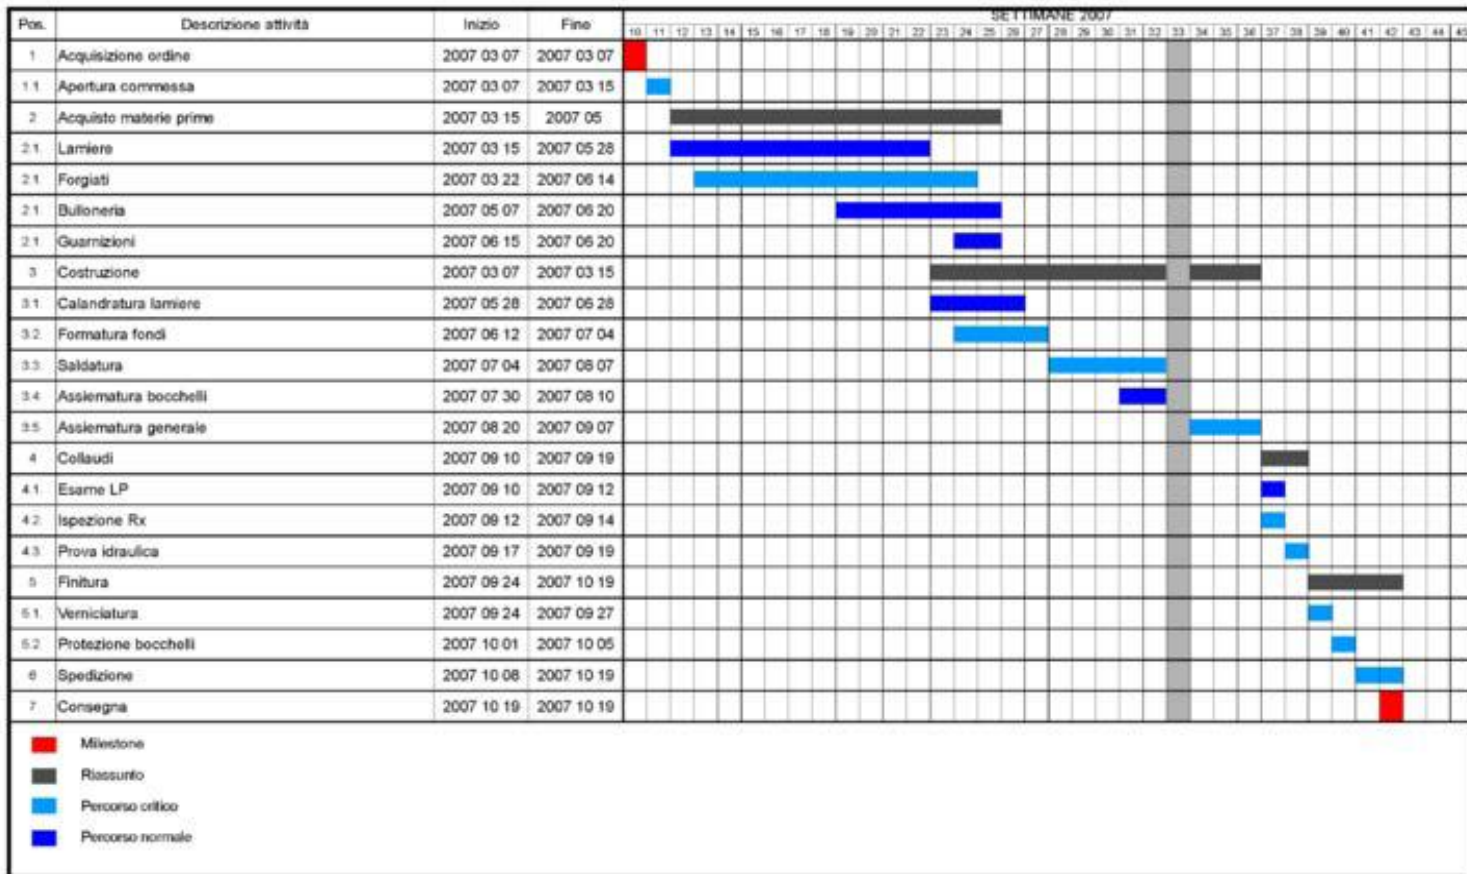 SETTIMANE 2007
Pos. Descrizione attività Inizio Fine 10 11 12 13 14 15 16 17 18 19 20 21 22 23 24 25 26 27 28 29 30 31 32 33 34 35 36 37 38 39 40 41 42 43 44 45
1 Acquisizione ordine 2007 03 07 2007 03 07
1.1. Apertura commessa 2007 03 07 2007 03 15
2 Acquisto materie prime 2007 03 15 2007 05
2.1. Lamiere 2007 03 15 2007 05 28
2.1 Forgiati 2007 03 22 2007 06 14
2.1 Bulloneria 2007 05 07 2007 06 20
2.1 Guarnizioni 2007 06 15 2007 06 20
3 Costruzione 2007 03 07 2007 03 15
3.1 Calandratura lamiere 2007 05 28 2007 06 28
3.2. Formatura fondi 2007 06 12 2007 07 04
3.3. Saldatura 2007 07 04 2007 08 07
3.4 Assiematura bocchelli 2007 07 30 2007 08 10
3.5. Assiematura generale 2007 08 20 2007 09 07
4 Collaudi 2007 09 10 2007 09 19
4.1. Esame LP 2007 09 10 2007 09 12
4.2. Ispezione Rx 2007 09 12 2007 09 14
4.3. Prova idraulica 2007 09 17 2007 09 19
5 Finitura 2007 09 24 2007 10 19
5.1. Verniciatura 2007 09 24 2007 09 27
5.2. Protezione bocchelli 2007 10 01 2007 10 05
6 Spedizione 2007 10 08 2007 10 19
7 Consegna 2007 10 19 2007 10 19
Milestone
Riassunto
Percorso critico
Percorso normale